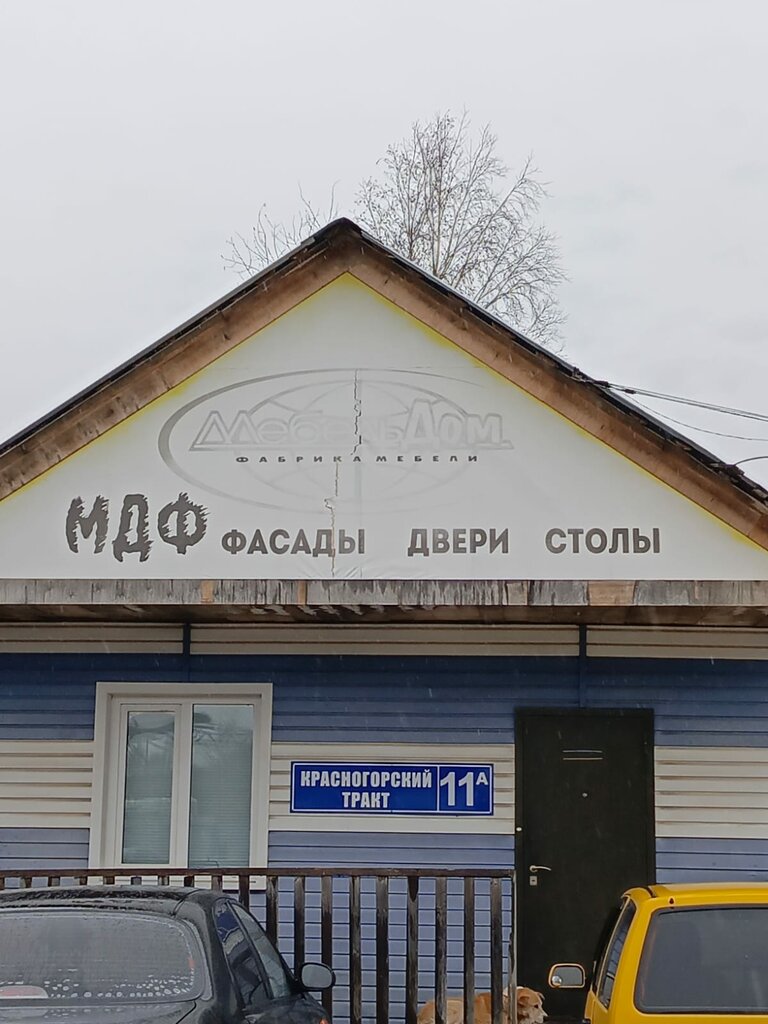 МебельДом.
ФАБРИКА МЕБЕЛИ
МДФ ФАСАДЫ ДВЕРИ СТОЛЫ
КРАСНОГОРСКИЙ ТРАКТ 11А